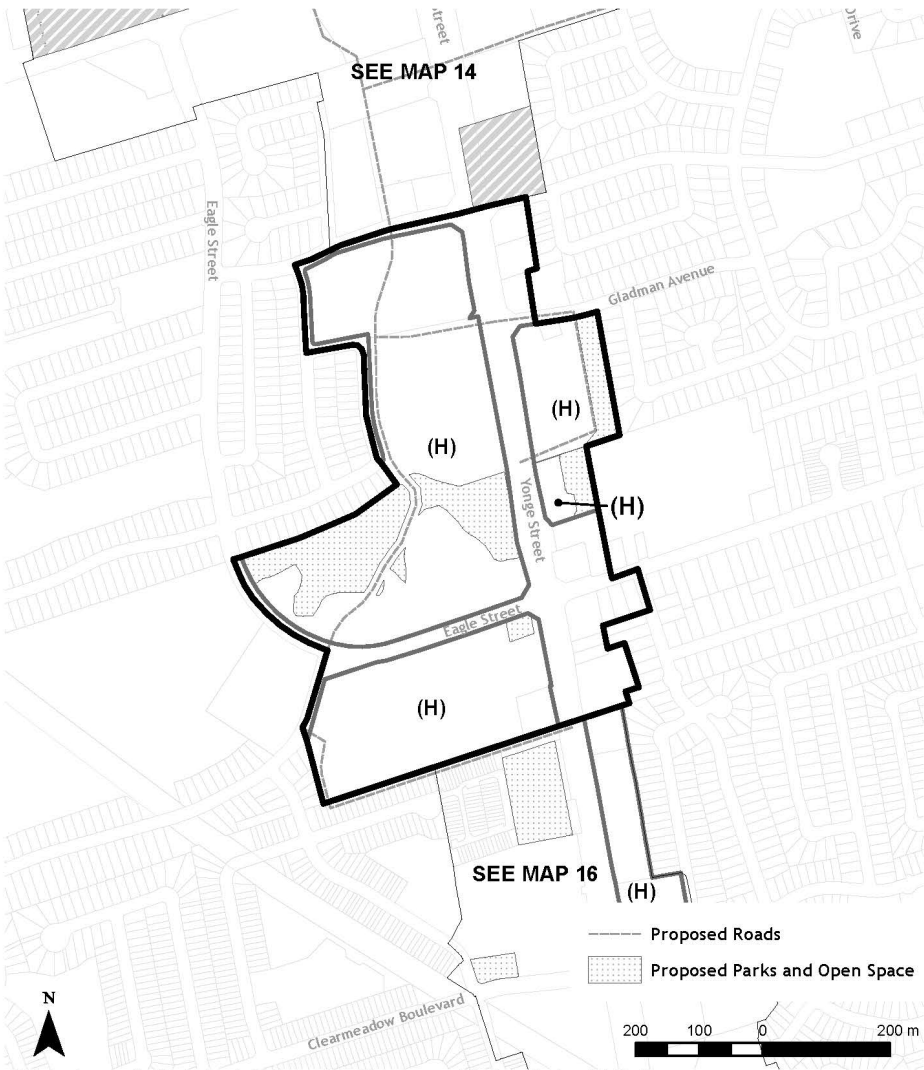 Street
Drive
SEE MAP 14
Eagle Street
Gladman Avenue
(H)
(H)
Yonge Street
(H)
Eagle Street
(H)
SEE MAP 16
(H)
Proposed Roads
Proposed Parks and Open Space
N
Clearmeadow Boulevard
200 100 0 200 m